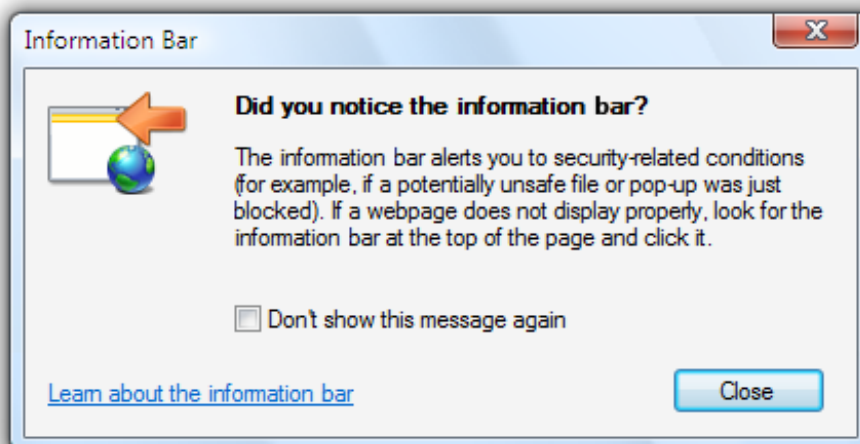 Information Bar
Did you notice the information bar?
The information bar alerts you to security-related conditions
(for example, if a potentially unsafe file or pop-up was just
blocked). If a webpage does not display properly, look for the
information bar at the top of the page and click it.
Don't show this message again
Learn about the information bar
Close